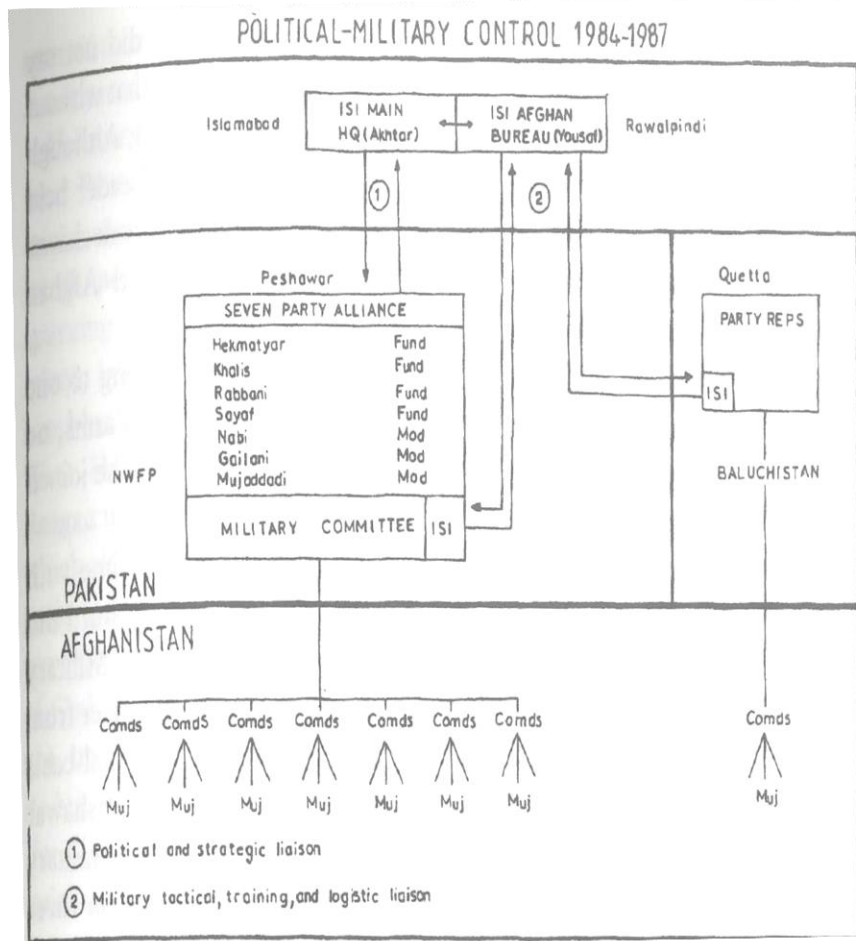 POLITICAL-MILITARY CONTROL 1984-1987
Islamabad
ISI MAIN
HQ(Akhtar)
ISI AFGHAN
BUREAU(Yousaf)
Rawalpindi
1
2
Peshawar
SEVEN PARTY ALLIANCE
Hekmatyar Fund
Khalis Fund
Rabbani Fund
Sayaf Fund
Nabi Mod
Gailani Mod
Mujaddadi Mod
MILITARY COMMITTEE
ISI
NWFP
Quetta
PARTY REPS
ISI
BALUCHISTAN
PAKISTAN
AFGHANISTAN
Comds ComdS Comds Comds Comds Comds Comds Comds
Muj Muj Muj Muj Muj Muj Muj Muj
1 Political and strategic liaison
2 Military tactical, training, and logistic liaison